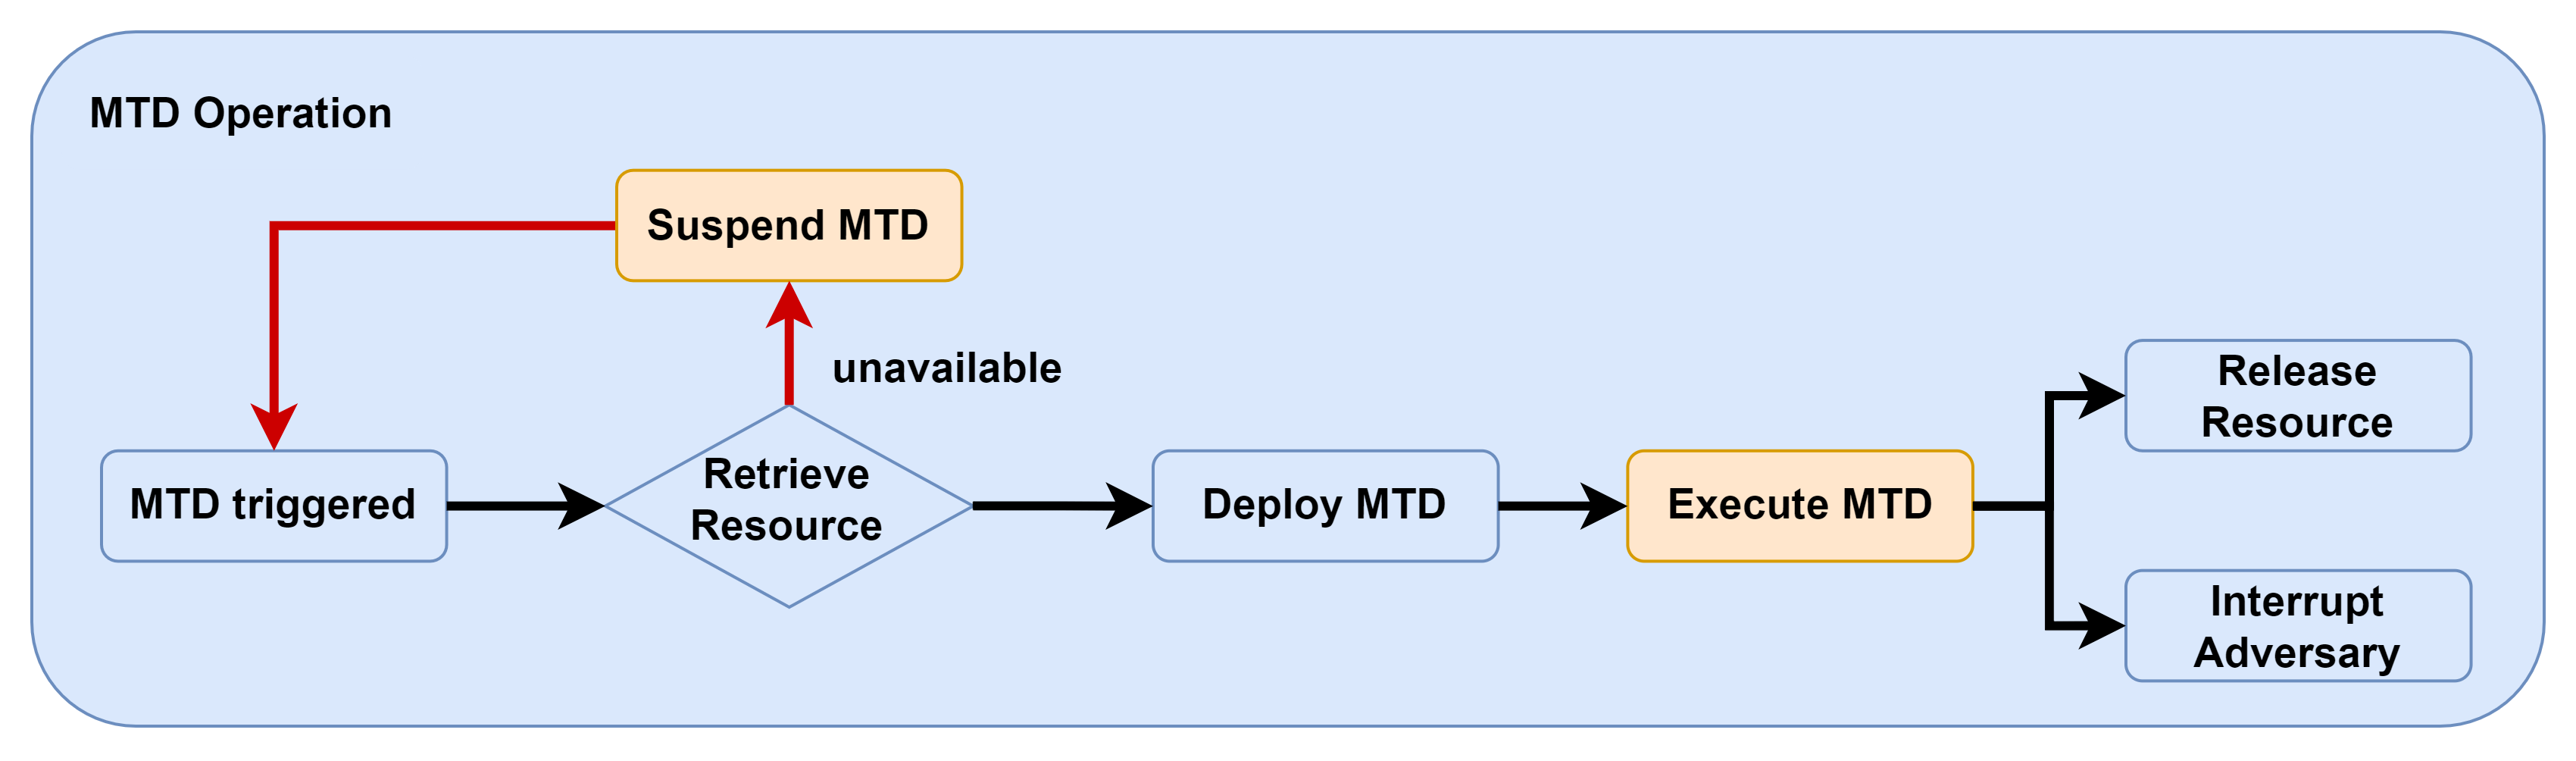 MTD Operation
Suspend MTD
unavailable
MTD triggered
Retrieve
Resource
Deploy MTD
Execute MTD
Release
Resource
Interrupt
Adversary